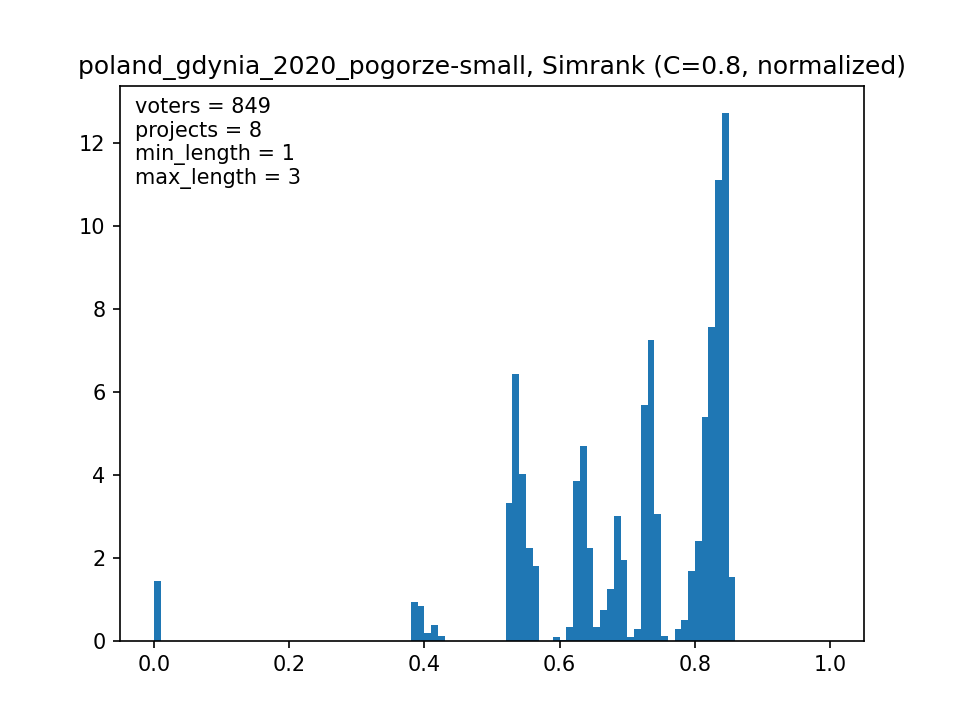 poland_gdynia_2020_pogorze-small, Simrank (C=0.8, normalized)
voters = 849
projects = 8
min_length = 1
max_length = 3
12
10
8
6
4
2
0
0.0 0.2 0.4 0.6 0.8 1.0